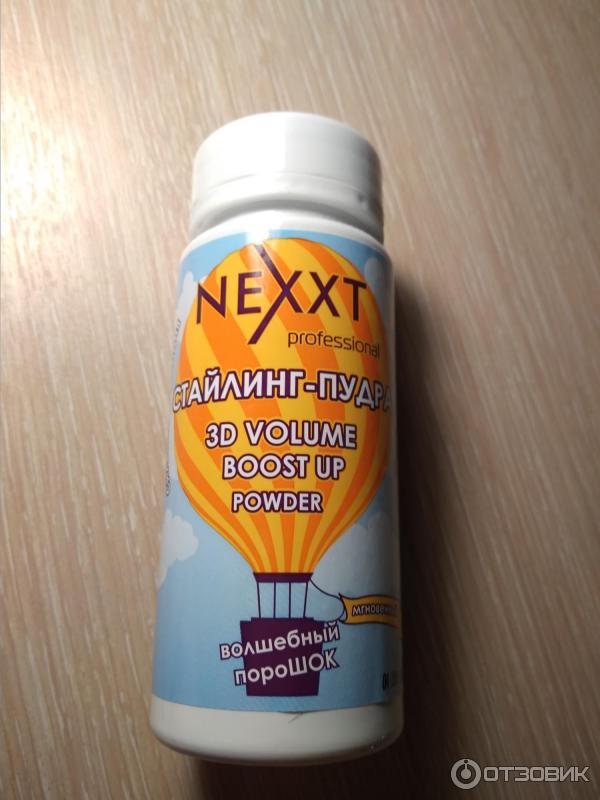 NEXXT
professional
СТАЙЛИНГ-ПУДРА
3D VOLUME
BOOST UP
POWDER
волшебный
пороШОК
ОТЗОВИК